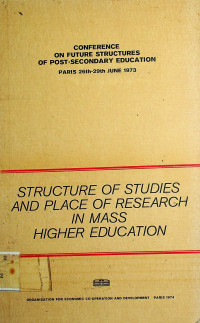 CONFERENCE
ON FUTURE STRUCTURES
OF POST-SECONDARY EDUCATION
PARIS 26th-29th JUNE 1973
STRUCTURE OF STUDIES
AND PLACE OF RESEARCH
IN MASS
HIGHER EDUCATION
ORGANISATION FOR ECONOMIC CO-OPERATION AND DEVELOPMENT PARIS 1974